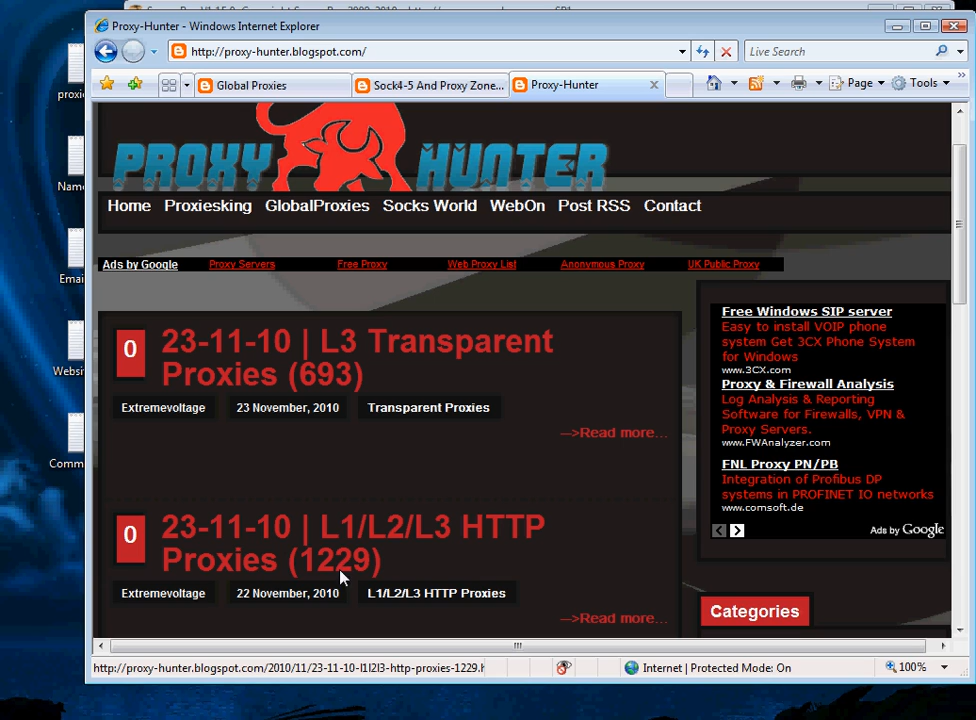 Proxy-Hunter - Windows Internet Explorer
http://proxy-hunter.blogspot.com/
Live Search
Global Proxies
Sock4-5 And Proxy Zone...
Proxy-Hunter
Page
Tools
proxie
Name
Emai
Websi
Comm
PROXY HUNTER
Home Proxiesking GlobalProxies Socks World WebOn Post RSS Contact
Ads by Google Proxy Servers Free Proxy Web Proxy List Anonymous Proxy UK Public Proxy
0
23-11-10 | L3 Transparent
Proxies (693)
Extremevoltage 23 November, 2010 Transparent Proxies
—>Read more...
0
23-11-10 | L1/L2/L3 HTTP
Proxies (1229)
Extremevoltage 22 November, 2010 L1/L2/L3 HTTP Proxies
—>Read more...
Free Windows SIP server
Easy to install VOIP phone
system Get 3CX Phone System
for Windows
www.3CX.com
Proxy & Firewall Analysis
Log Analysis & Reporting
Software for Firewalls, VPN &
Proxy Servers.
www.FWAnalyzer.com
FNL Proxy PN/PB
Integration of Profibus DP
systems in PROFINET IO networks
www.comsoft.de
Ads by Google
Categories
http://proxy-hunter.blogspot.com/2010/11/23-11-10-l1l2l3-http-proxies-1229.h
Internet | Protected Mode: On
100%